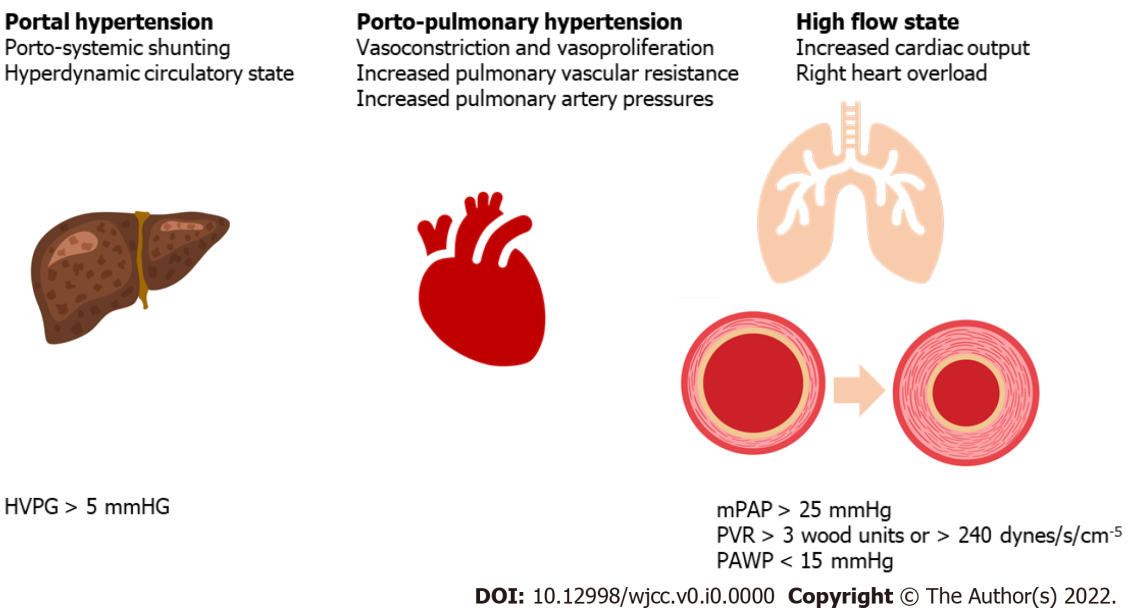 Portal hypertension
Porto-systemic shunting
Hyperdynamic circulatory state
Porto-pulmonary hypertension
Vasoconstriction and vasoproliferation
Increased pulmonary vascular resistance
Increased pulmonary artery pressures
High flow state
Increased cardiac output
Right heart overload
HVPG > 5 mmHG
mPAP > 25 mmHg
PVR > 3 wood units or > 240 dynes/s/cm⁻⁵
PAWP < 15 mmHg
DOI: 10.12998/wjcc.v0.i0.0000 Copyright © The Author(s) 2022.